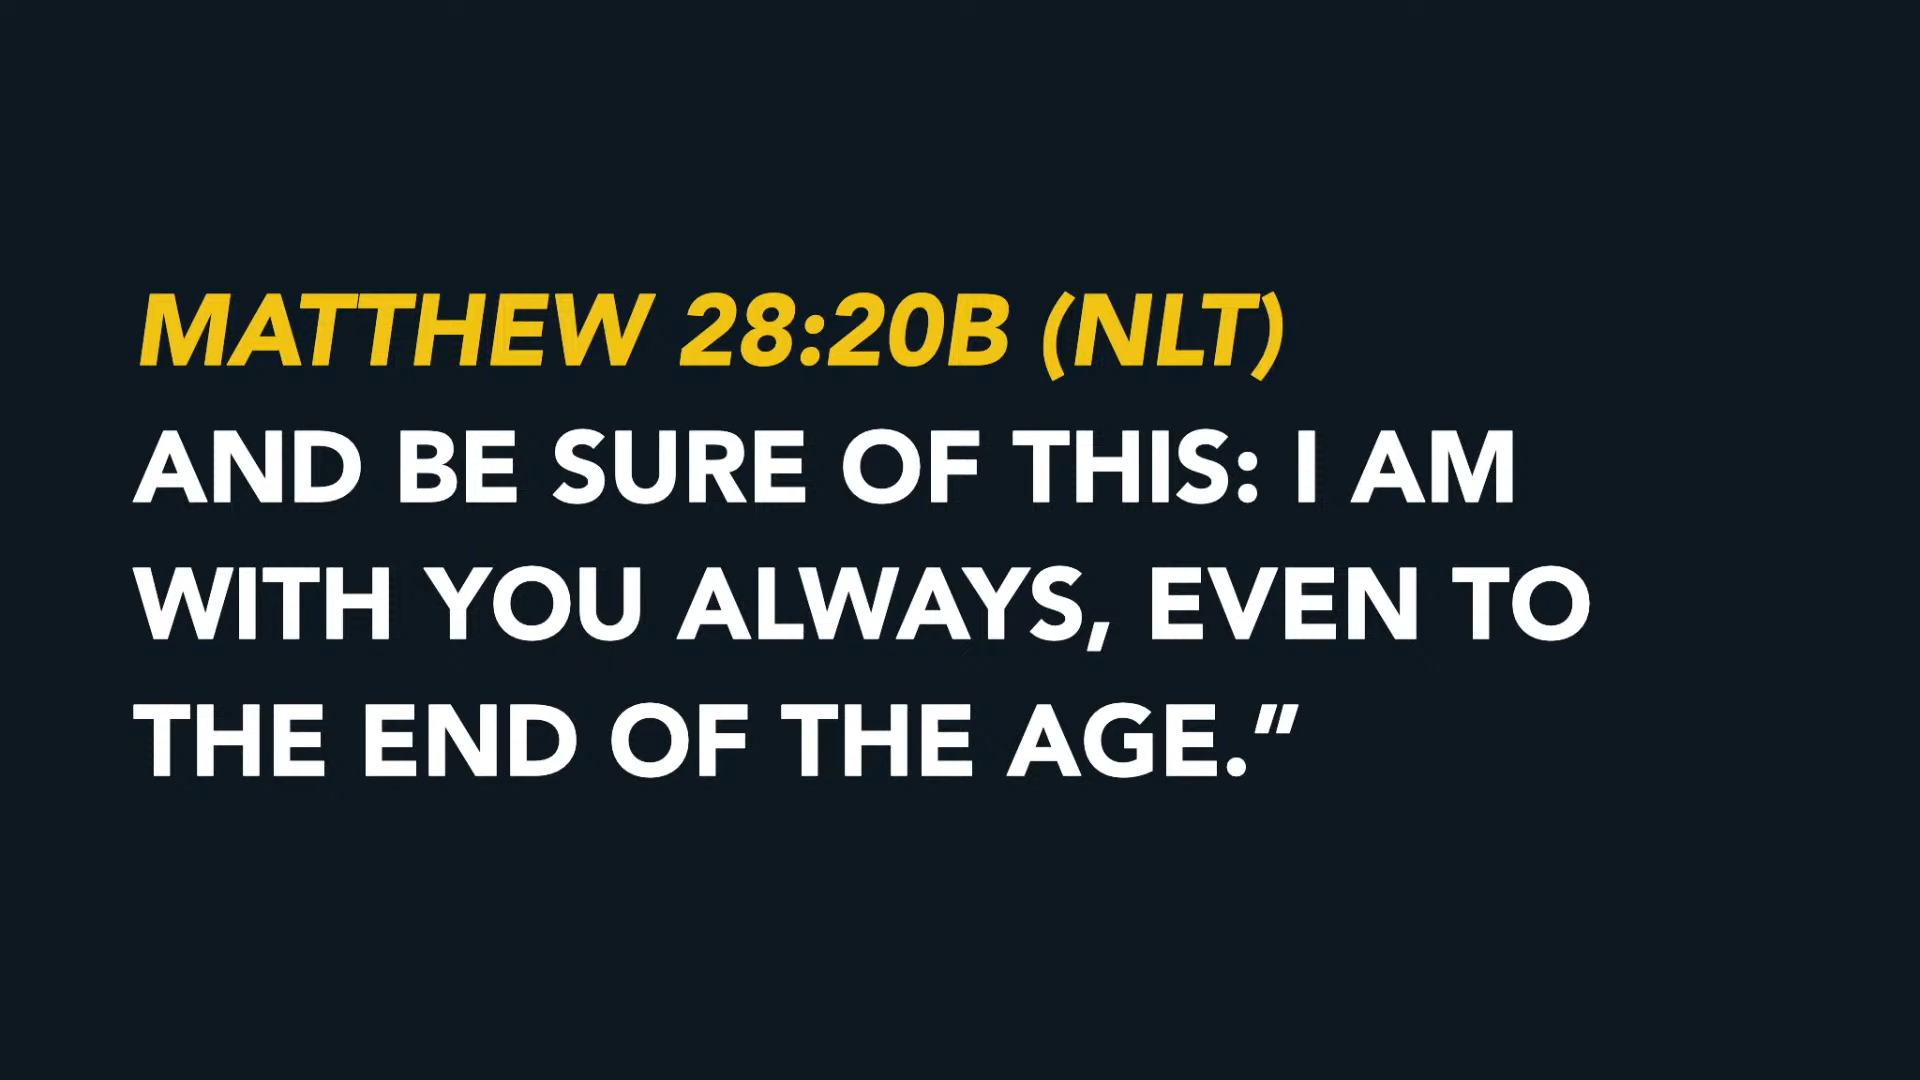 MATTHEW 28:20B (NLT)
AND BE SURE OF THIS: I AM
WITH YOU ALWAYS, EVEN TO
THE END OF THE AGE.”